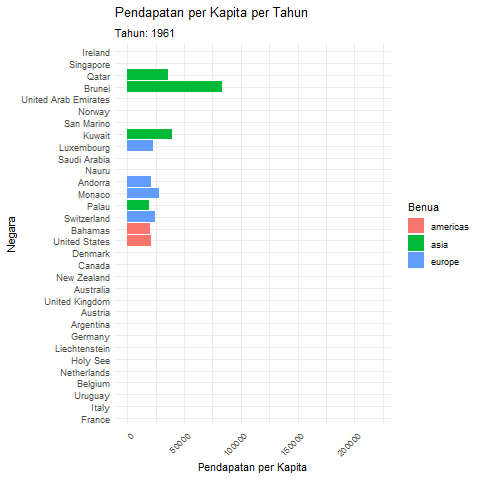 Pendapatan per Kapita per Tahun
Tahun: 1961
Ireland
Singapore
Qatar
Brunei
United Arab Emirates
Norway
San Marino
Kuwait
Luxembourg
Saudi Arabia
Nauru
Andorra
Monaco
Palau
Switzerland
Bahamas
United States
Denmark
Canada
New Zealand
Australia
United Kingdom
Austria
Argentina
Germany
Liechtenstein
Holy See
Netherlands
Belgium
Uruguay
Italy
France
Negara
0
50000
100000
150000
200000
Pendapatan per Kapita
Benua
americas
asia
europe